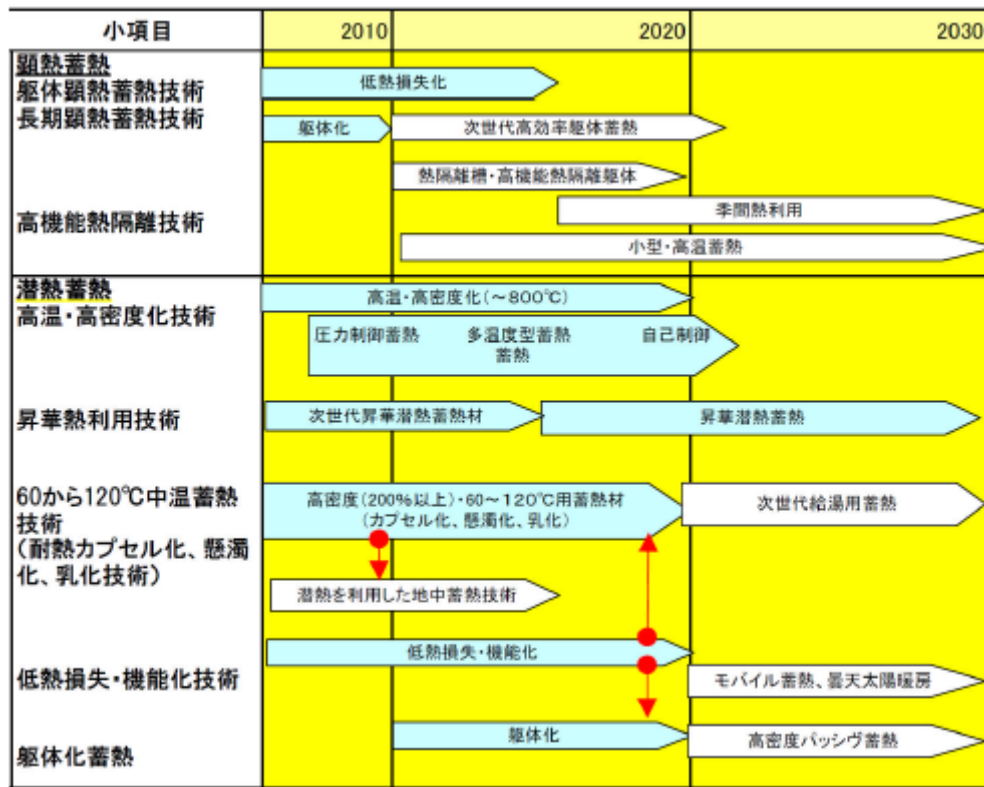 小項目 2010 2020 2030
顕熱蓄熱
躯体顕熱蓄熱技術
低熱損失化
長期顕熱蓄熱技術
躯体化 次世代高効率躯体蓄熱
熱隔離槽・高機能熱隔離躯体
高機能熱隔離技術
季間熱利用
小型・高温蓄熱
潜熱蓄熱
高温・高密度化技術
高温・高密度化(～800℃)
圧力制御蓄熱 多温度型蓄熱 自己制御
蓄熱
昇華熱利用技術
次世代昇華潜熱蓄熱材 昇華潜熱蓄熱
60から120℃中温蓄熱
技術
(耐熱カプセル化、懸濁
化、乳化技術)
高密度(200%以上)・60～120℃用蓄熱材
(カプセル化、懸濁化、乳化)
次世代給湯用蓄熱
潜熱を利用した地中蓄熱技術
低熱損失・機能化技術
低熱損失・機能化
モバイル蓄熱、曇天太陽暖房
躯体化蓄熱
躯体化 高密度パッシヴ蓄熱